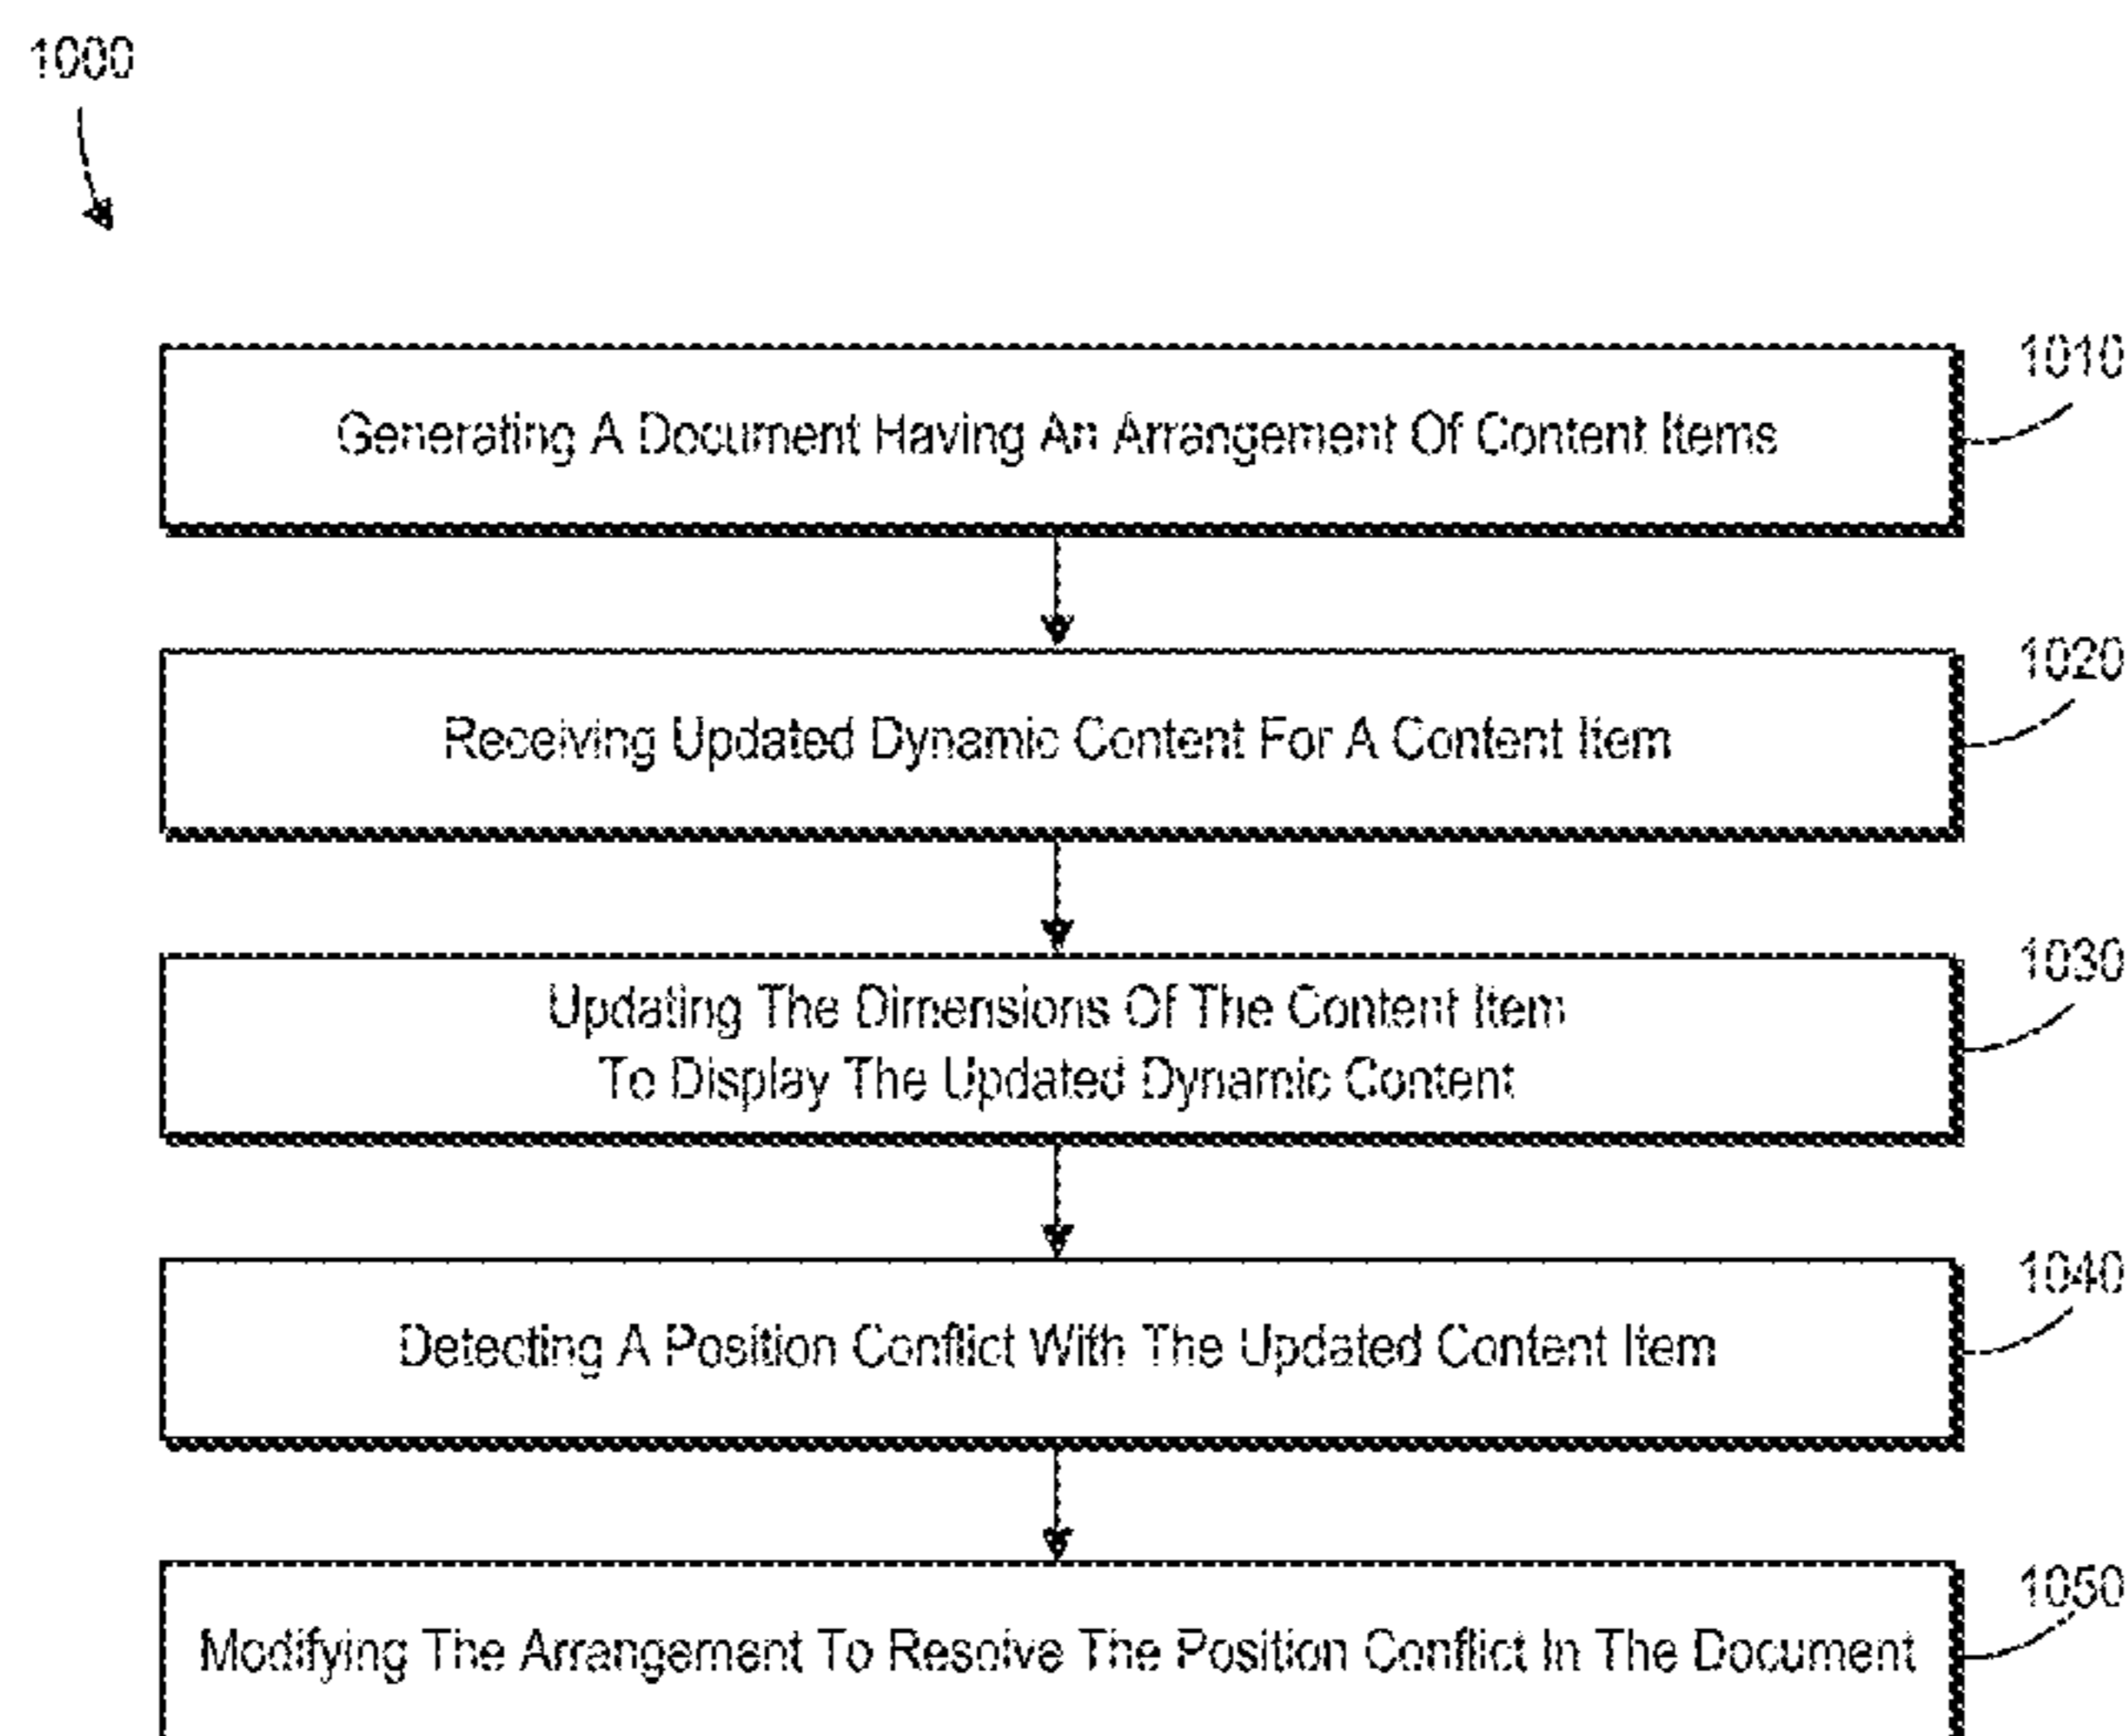 1000
1010
Generating A Document Having An Arrangement Of Content Items
1020
Receiving Updated Dynamic Content For A Content Item
1030
Updating The Dimensions Of The Content Item
To Display The Updated Dynamic Content
1040
Detecting A Position Conflict With The Updated Content Item
1050
Modifying The Arrangement To Resolve The Position Conflict In The Document